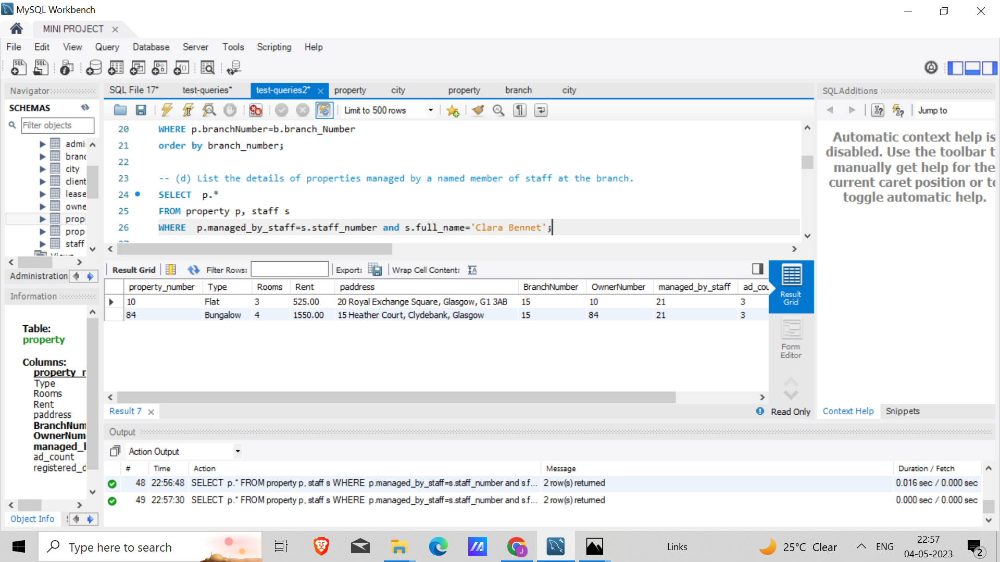 MySQL Workbench
MINI PROJECT
File Edit View Query Database Server Tools Scripting Help
Navigator
SCHEMAS
Filter objects
admi
branc
city
client
lease
owne
prop
prop
staff
Administration
Information
Table:
property
Columns:
property_r
Type
Rooms
Rent
paddress
BranchNum
OwnerNum
managed_l
ad_count
registered_d
Object Info
SQL File 17* test-queries* test-queries2* property city property branch city
Limit to 500 rows
20 WHERE p.branchNumber=b.branch_Number
21 order by branch_number;
22
23 -- (d) List the details of properties managed by a named member of staff at the branch.
24 SELECT p.*
25 FROM property p, staff s
26 WHERE p.managed_by_staff=s.staff_number and s.full_name='Clara Bennet';
Result Grid Filter Rows: Export: Wrap Cell Content:
property_number Type Rooms Rent paddress BranchNumber OwnerNumber managed_by_staff ad_cou
10 Flat 3 525.00 20 Royal Exchange Square, Glasgow, G1 3AB 15 10 21 3
84 Bungalow 4 1550.00 15 Heather Court, Clydebank, Glasgow 15 84 21 3
Result
Grid
Form
Editor
Result 7
Read Only
SQLAdditions
Jump to
Automatic context help is
disabled. Use the toolbar t
manually get help for the
current caret position or to
toggle automatic help.
Context Help Snippets
Output
Action Output
# Time Action Message Duration / Fetch
48 22:56:48 SELECT p.* FROM property p, staff s WHERE p.managed_by_staff=s.staff_number and s.f... 2 row(s) returned 0.016 sec / 0.000 sec
49 22:57:30 SELECT p.* FROM property p, staff s WHERE p.managed_by_staff=s.staff_number and s.f... 2 row(s) returned 0.000 sec / 0.000 sec
Type here to search
Links
25°C Clear
ENG
22:57
04-05-2023
2